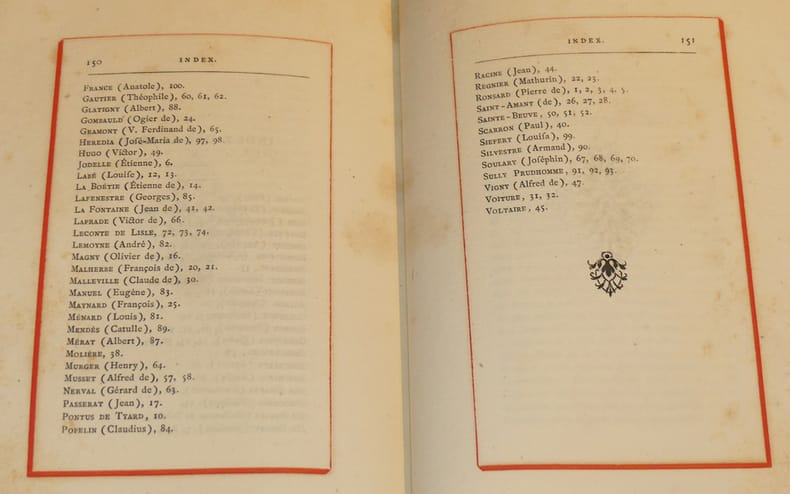 150 INDEX.
FRANCE (Anatole), 100.
GAUTIER (Théophile), 60, 61, 62.
GLATIGNY (Albert), 88.
GOMBAULD (Ogier de), 24.
GRAMONT (V. Ferdinand de), 65.
HEREDIA (Joſé-Maria de), 97, 98.
HUGO (Victor), 49.
JODELLE (Étienne), 6.
LABÉ (Louiſe), 12, 13.
LA BOËTIE (Étienne de), 14.
LAFENESTRE (Georges), 85.
LA FONTAINE (Jean de), 41, 42.
LAPRADE (Victor de), 66.
LECONTE DE LISLE, 72, 73, 74.
LEMOYNE (André), 82.
MAGNY (Olivier de), 16.
MALHERBE (François de), 20, 21.
MALLEVILLE (Claude de), 30.
MANUEL (Eugène), 83.
MAYNARD (François), 25.
MÉNARD (Louis), 81.
MENDÈS (Catulle), 89.
MÉRAT (Albert), 87.
MOLIÈRE, 38.
MURGER (Henry), 64.
MUSSET (Alfred de), 57, 58.
NERVAL (Gérard de), 63.
PASSERAT (Jean), 17.
PONTUS DE TYARD, 10.
POPELIN (Claudius), 84.
INDEX. 151
RACINE (Jean), 44.
REGNIER (Mathurin), 22, 23.
RONSARD (Pierre de), 1, 2, 3, 4, 5.
SAINT-AMANT (de), 26, 27, 28.
SAINTE-BEUVE, 50, 51, 52.
SCARRON (Paul), 40.
SIEFERT (Louiſa), 99.
SILVESTRE (Armand), 90.
SOULARY (Joſéphin), 67, 68, 69, 70.
SULLY PRUDHOMME, 91, 92, 93.
VIGNY (Alfred de), 47.
VOITURE, 31, 32.
VOLTAIRE, 45.